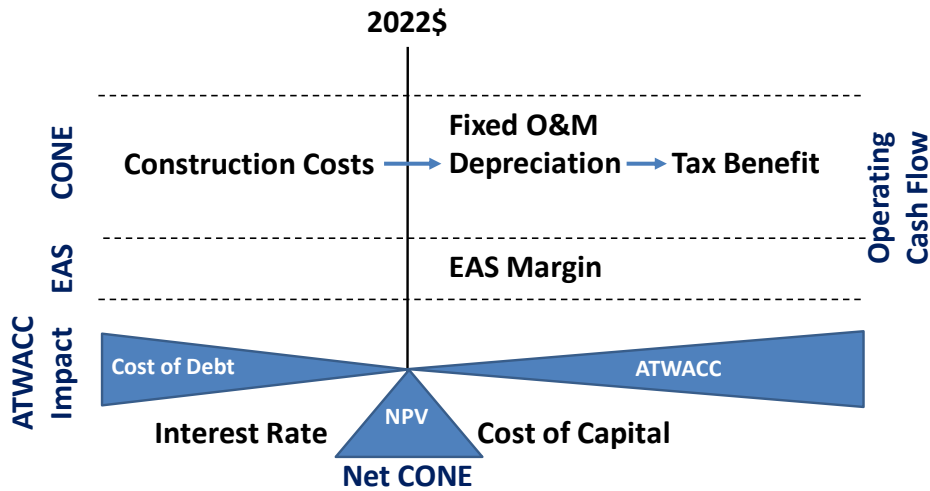 2022$
CONE
Fixed O&M
Construction Costs
Depreciation
Tax Benefit
Operating
Cash Flow
EAS
EAS Margin
ATWACC
Impact
Cost of Debt
ATWACC
NPV
Interest Rate
Cost of Capital
Net CONE